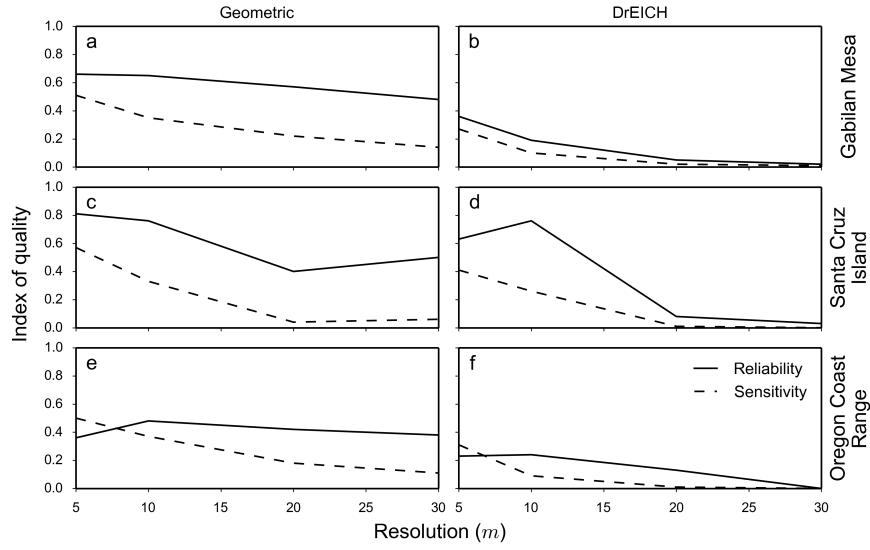 Geometric
DrEICH
a
1.0
0.8
0.6
0.4
0.2
0.0
b
Gabilan Mesa
c
1.0
0.8
0.6
0.4
0.2
0.0
d
Santa Cruz
Island
Index of quality
e
1.0
0.8
0.6
0.4
0.2
0.0
5
10
15
20
25
30
f
Reliability
Sensitivity
5
10
15
20
25
30
Oregon Coast
Range
Resolution (m)